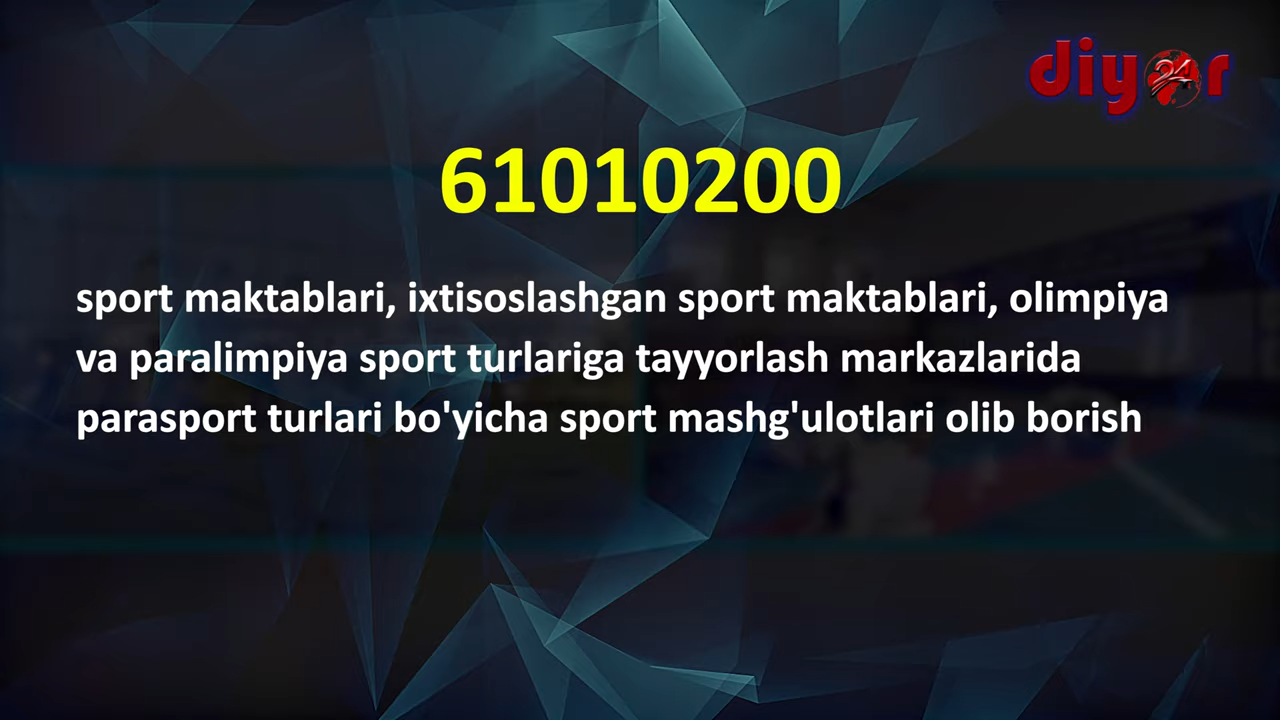 diyor 24
61010200
sport maktablari, ixtisoslashgan sport maktablari, olimpiya
va paralimpiya sport turlariga tayyorlash markazlarida
parasport turlari bo'yicha sport mashg'ulotlari olib borish